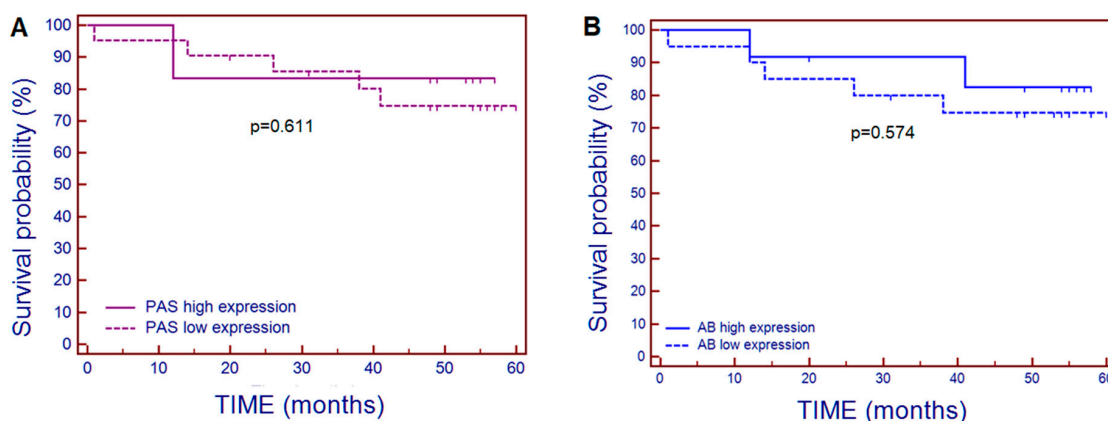 A
Survival probability (%)
100
90
80
70
60
50
40
30
20
10
0
p=0.611
PAS high expression
PAS low expression
0 10 20 30 40 50 60
TIME (months)
B
Survival probability (%)
100
90
80
70
60
50
40
30
20
10
0
p=0.574
AB high expression
AB low expression
0 10 20 30 40 50 60
TIME (months)